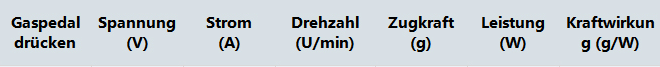 Gaspedal drücken
Spannung (V)
Strom (A)
Drehzahl (U/min)
Zugkraft (g)
Leistung (W)
Kraftwirkun g (g/W)